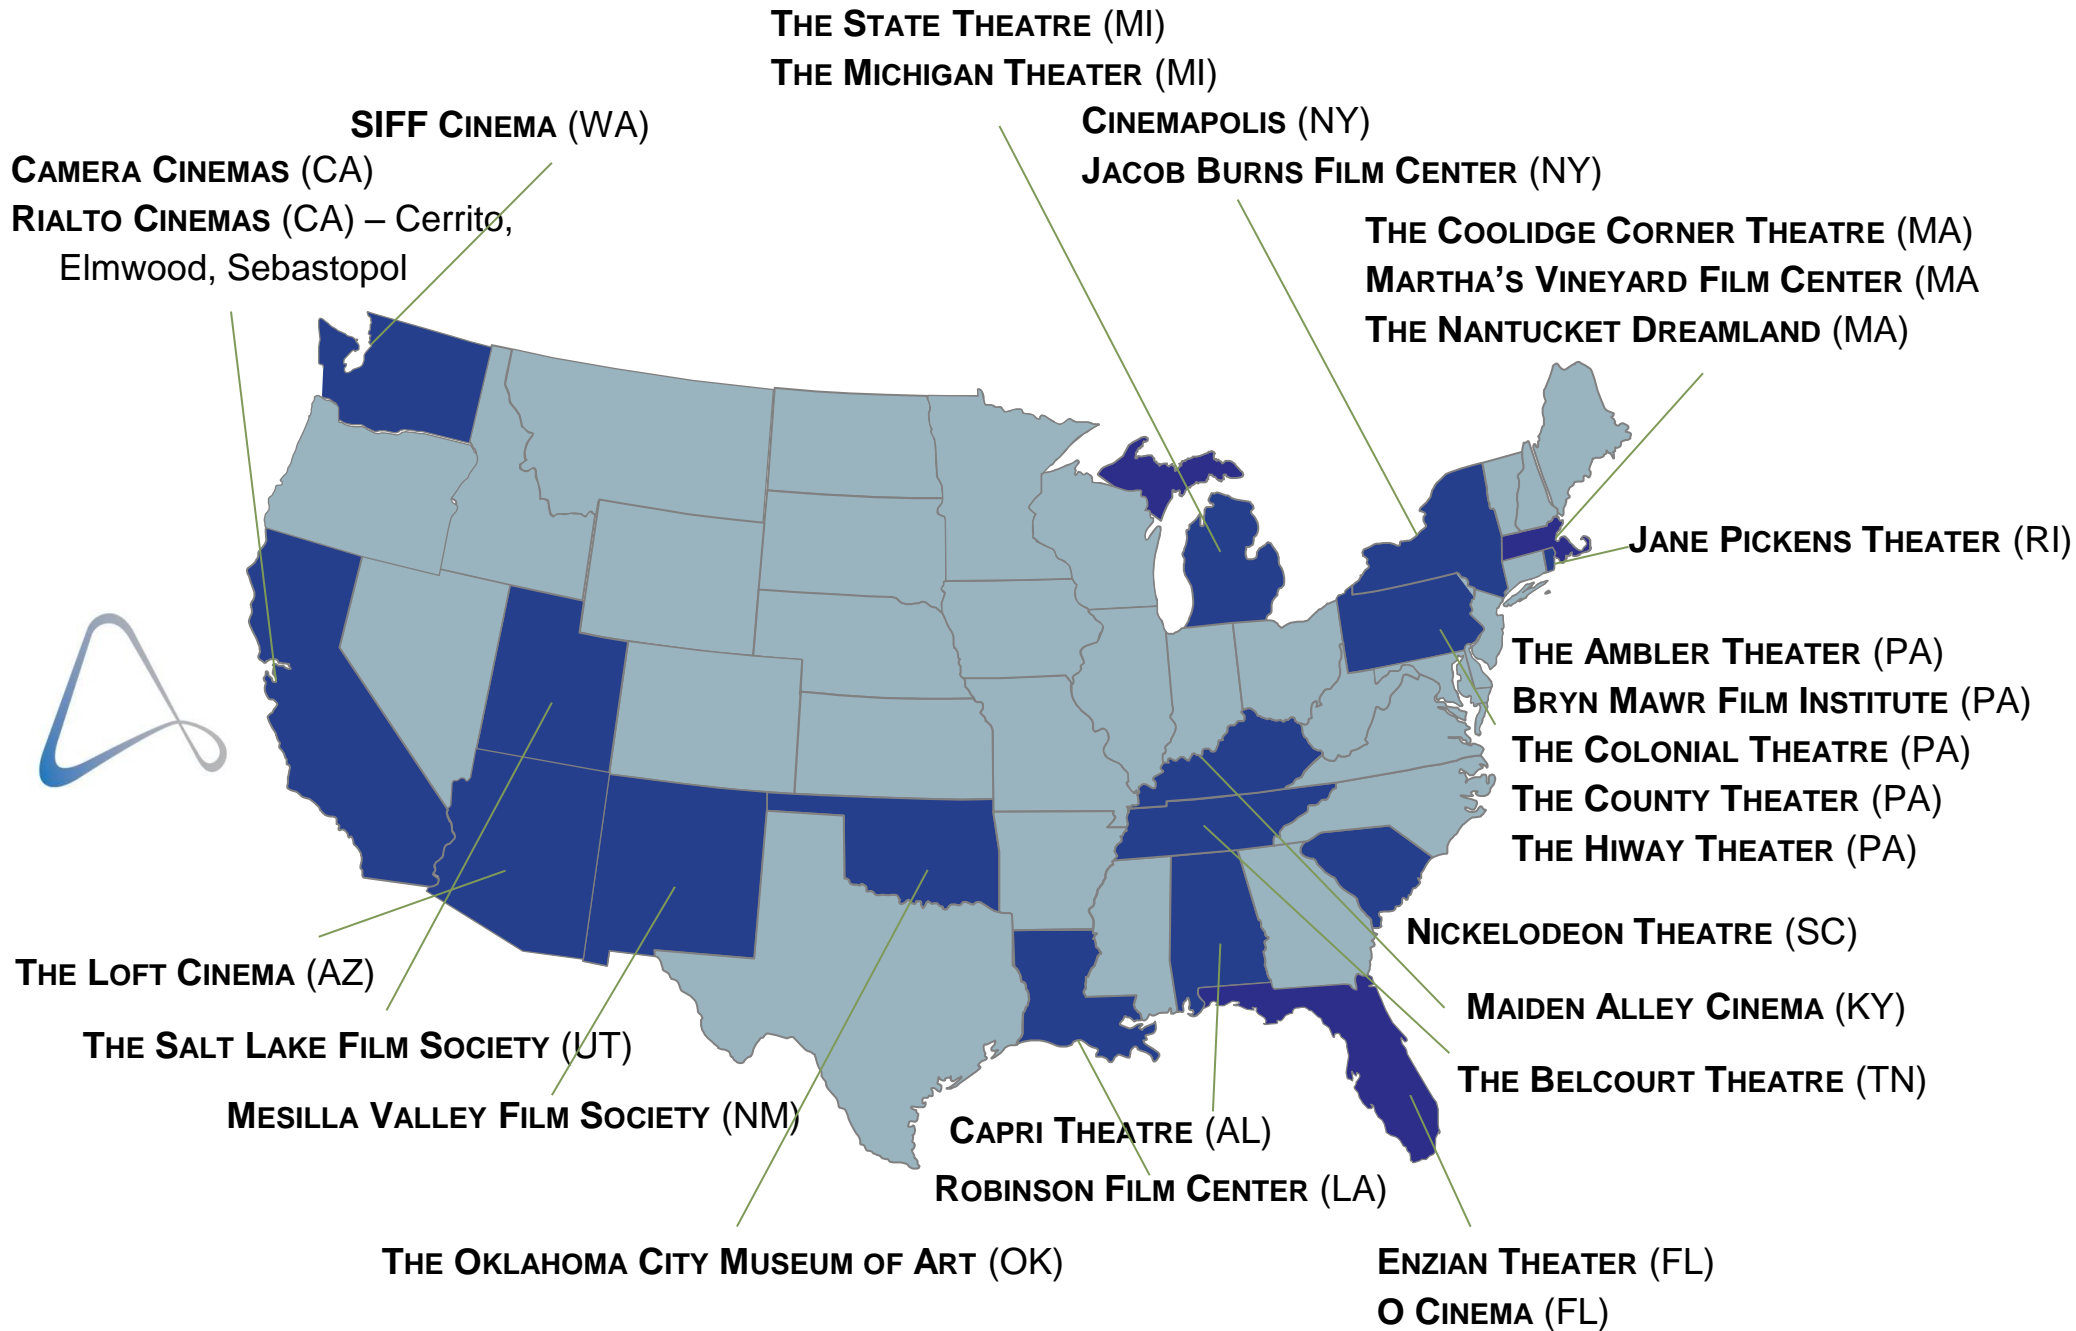 THE STATE THEATRE (MI)
THE MICHIGAN THEATER (MI)
SIFF CINEMA (WA)
CINEMAPOLIS (NY)
JACOB BURNS FILM CENTER (NY)
CAMERA CINEMAS (CA)
RIALTO CINEMAS (CA) – Cerrito,
Elmwood, Sebastopol
THE COOLIDGE CORNER THEATRE (MA)
MARTHA'S VINEYARD FILM CENTER (MA
THE NANTUCKET DREAMLAND (MA)
JANE PICKENS THEATER (RI)
THE AMBLER THEATER (PA)
BRYN MAWR FILM INSTITUTE (PA)
THE COLONIAL THEATRE (PA)
THE COUNTY THEATER (PA)
THE HIWAY THEATER (PA)
NICKELODEON THEATRE (SC)
THE LOFT CINEMA (AZ)
MAIDEN ALLEY CINEMA (KY)
THE SALT LAKE FILM SOCIETY (UT)
THE BELCOURT THEATRE (TN)
MESILLA VALLEY FILM SOCIETY (NM)
CAPRI THEATRE (AL)
ROBINSON FILM CENTER (LA)
THE OKLAHOMA CITY MUSEUM OF ART (OK)
ENZIAN THEATER (FL)
O CINEMA (FL)